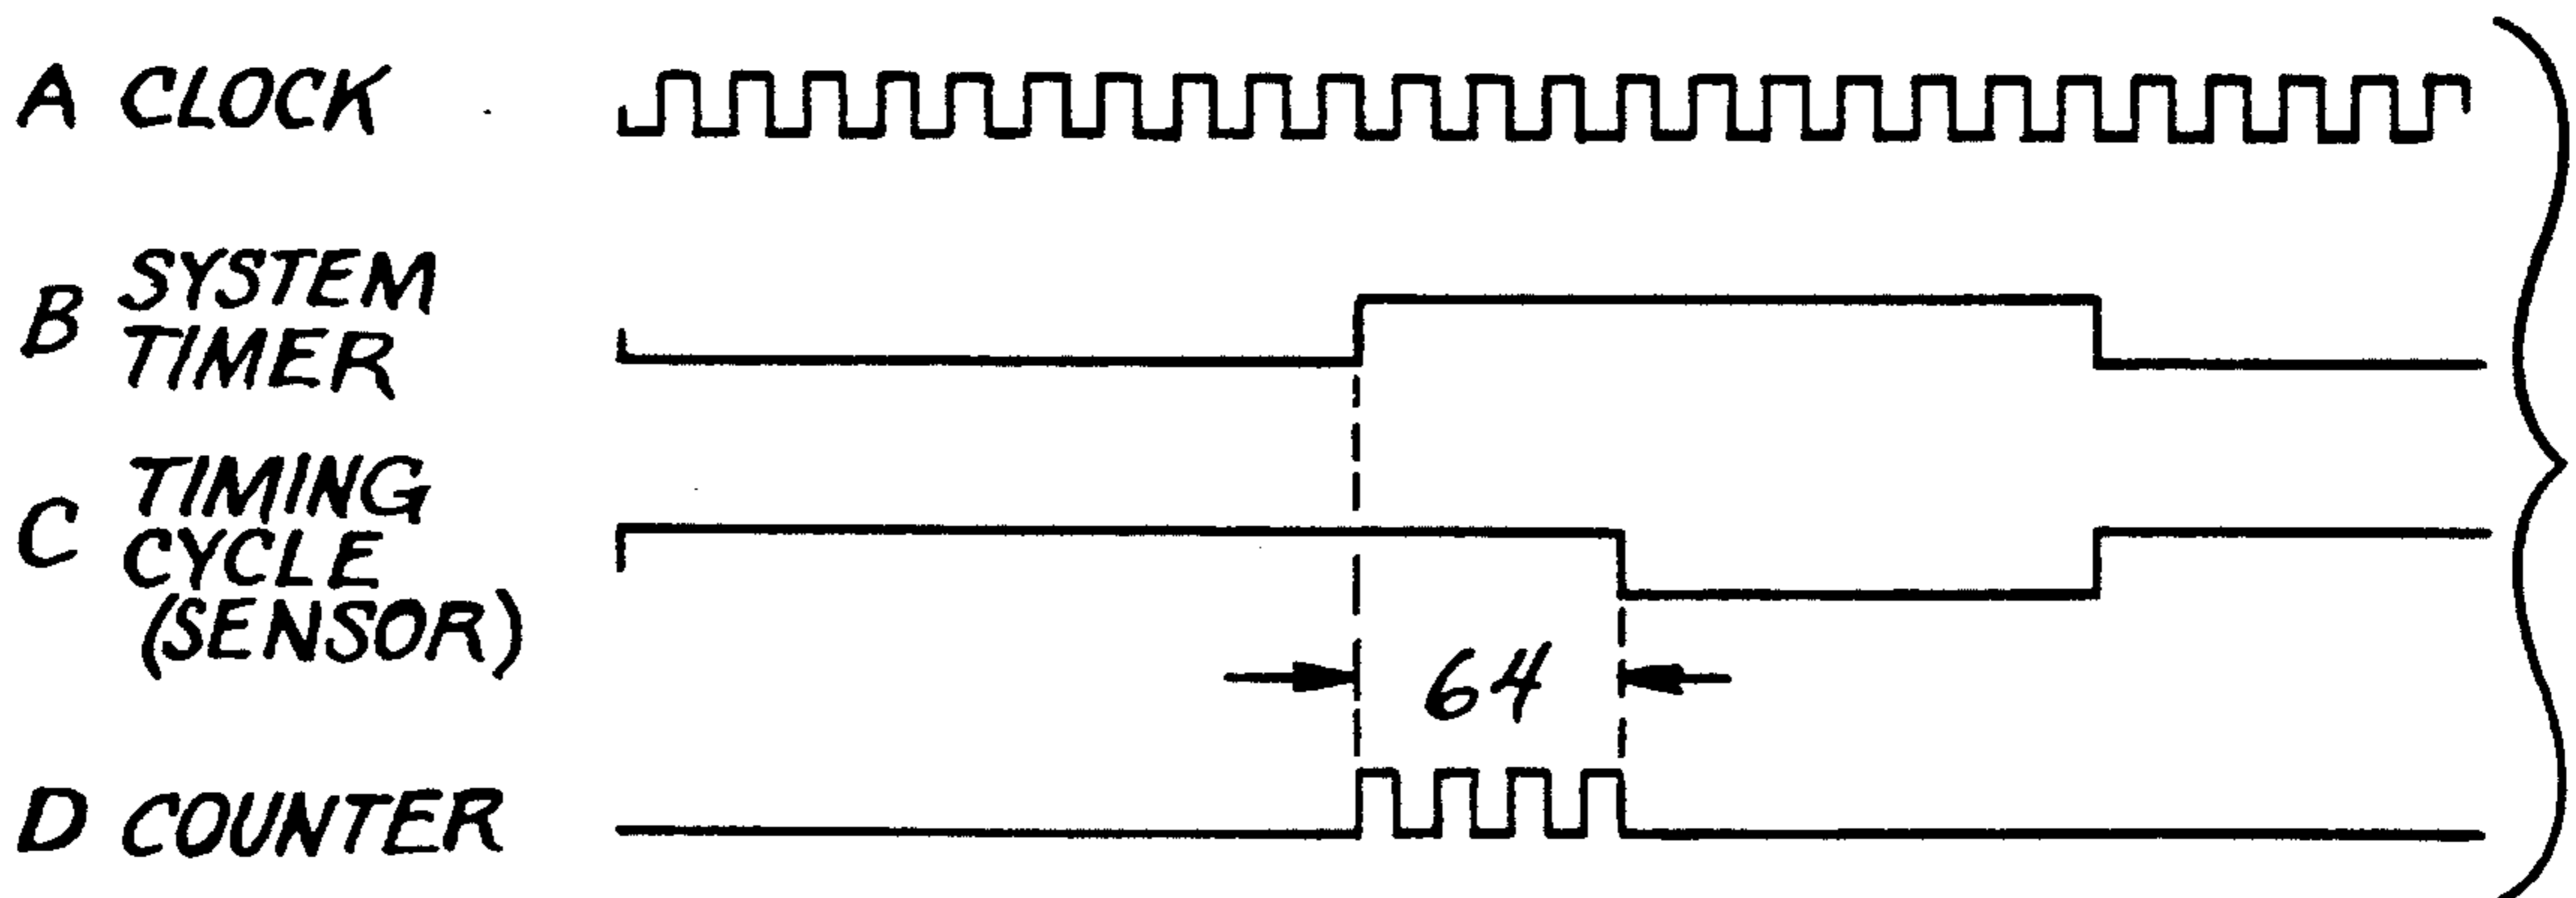 A CLOCK
B SYSTEM
TIMER
C TIMING
CYCLE
(SENSOR)
64
D COUNTER